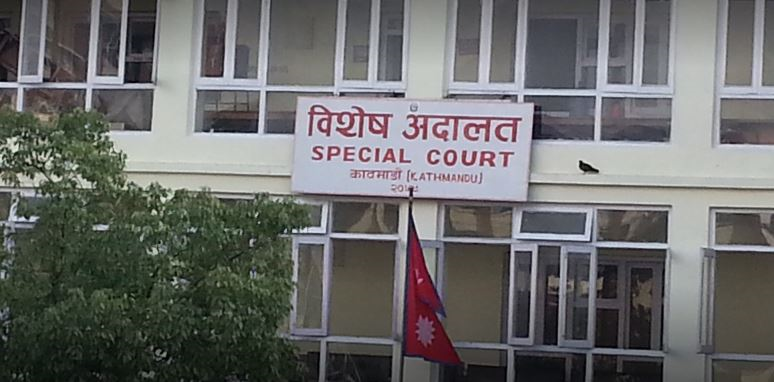 विशेष अदालत
SPECIAL COURT
काठमाडौं (KATHMANDU)